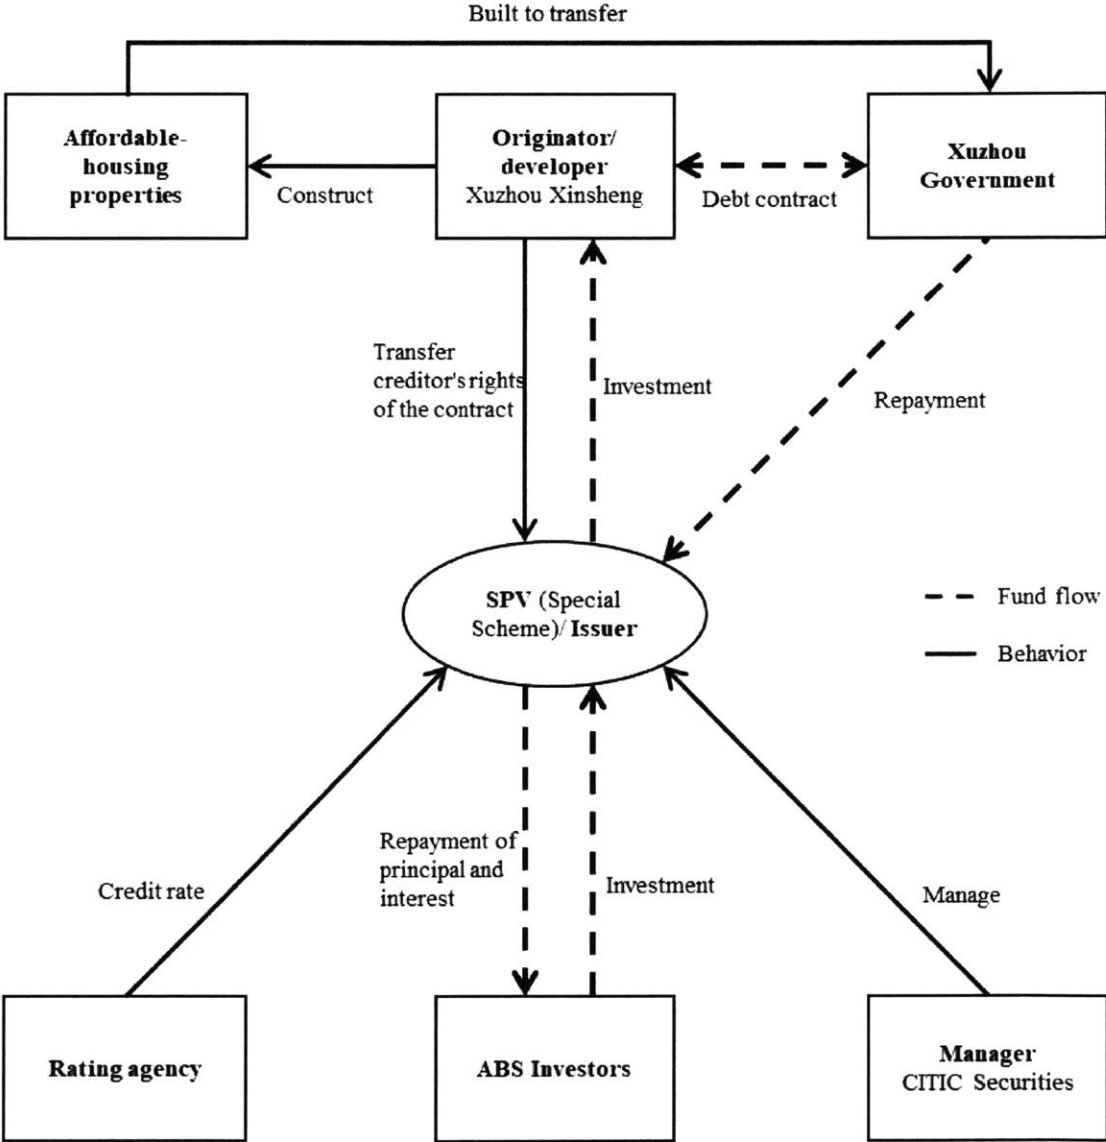 Built to transfer
Affordable-
housing
properties
Construct
Originator/
developer
Xuzhou Xinsheng
Debt contract
Xuzhou
Government
Transfer
creditor's rights
of the contract
Investment
Repayment
SPV (Special
Scheme)/ Issuer
Fund flow
Behavior
Credit rate
Repayment of
principal and
interest
Investment
Manage
Rating agency
ABS Investors
Manager
CITIC Securities